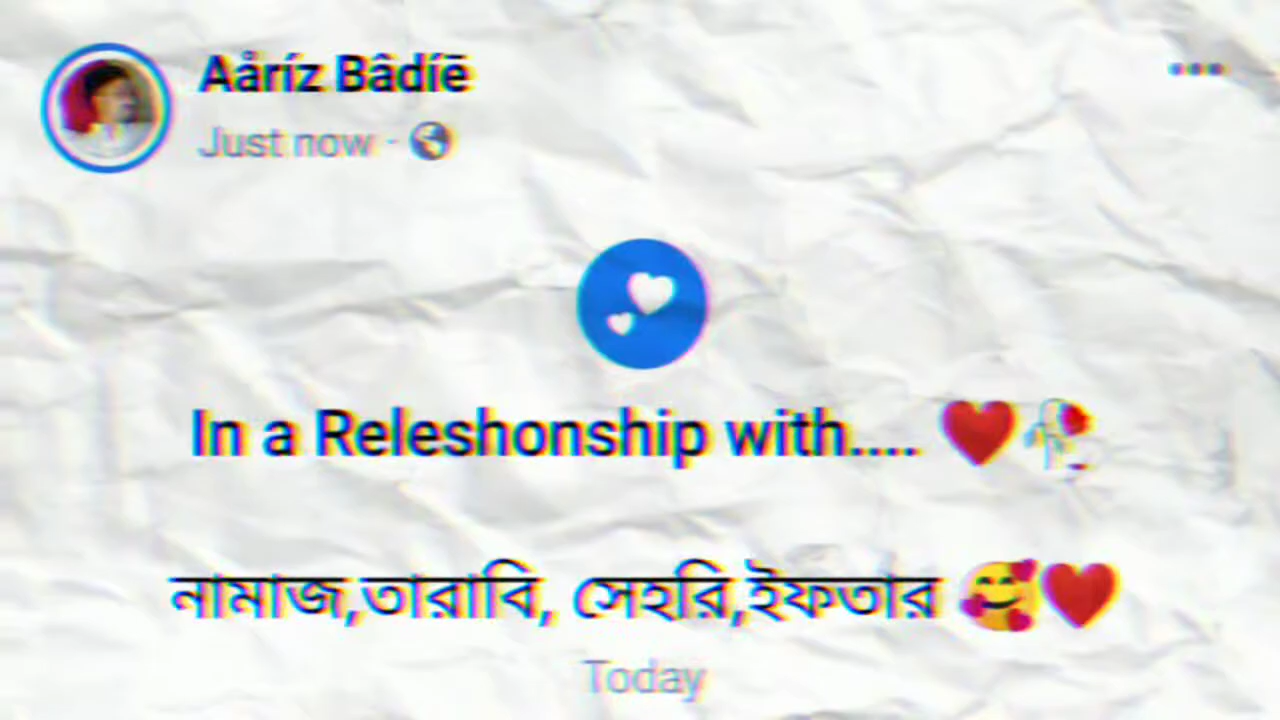 Aåríz Bâdíē
Just now ·
In a Releshonship with.... ❤️🥀
নামাজ,তারাবি, সেহরি,ইফতার 🥰❤️
Today